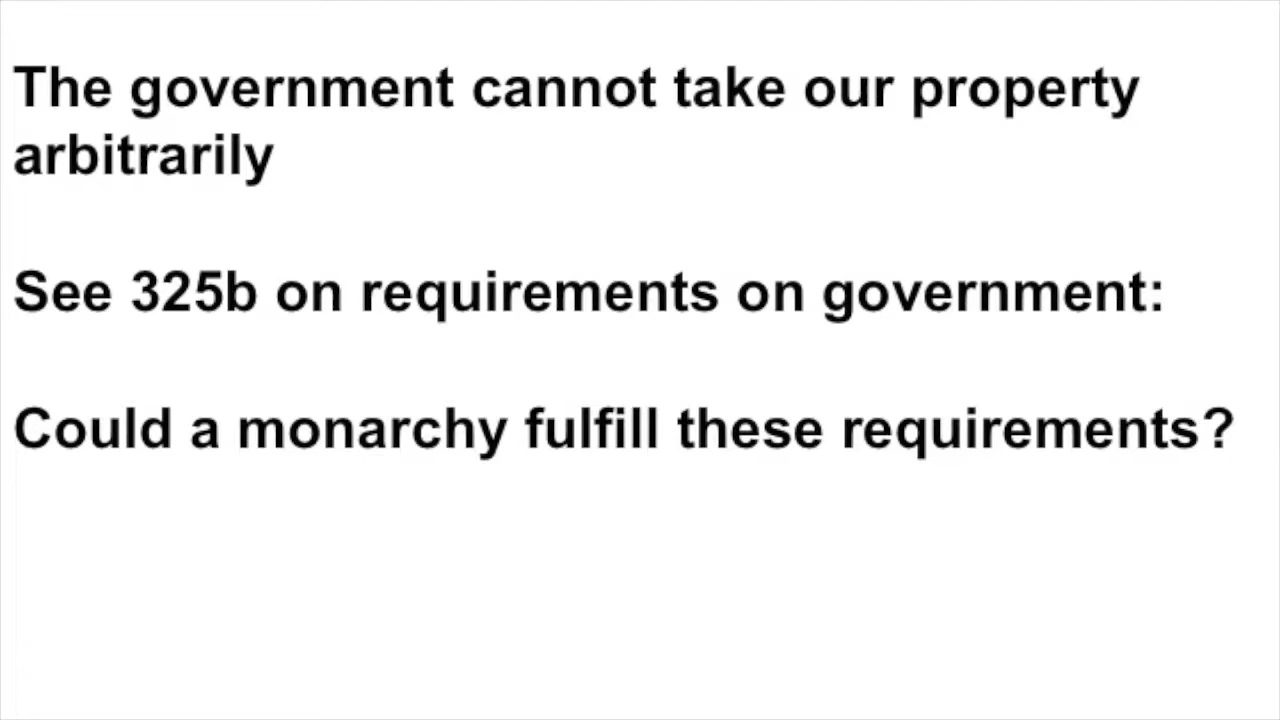 The government cannot take our property
arbitrarily
See 325b on requirements on government:
Could a monarchy fulfill these requirements?